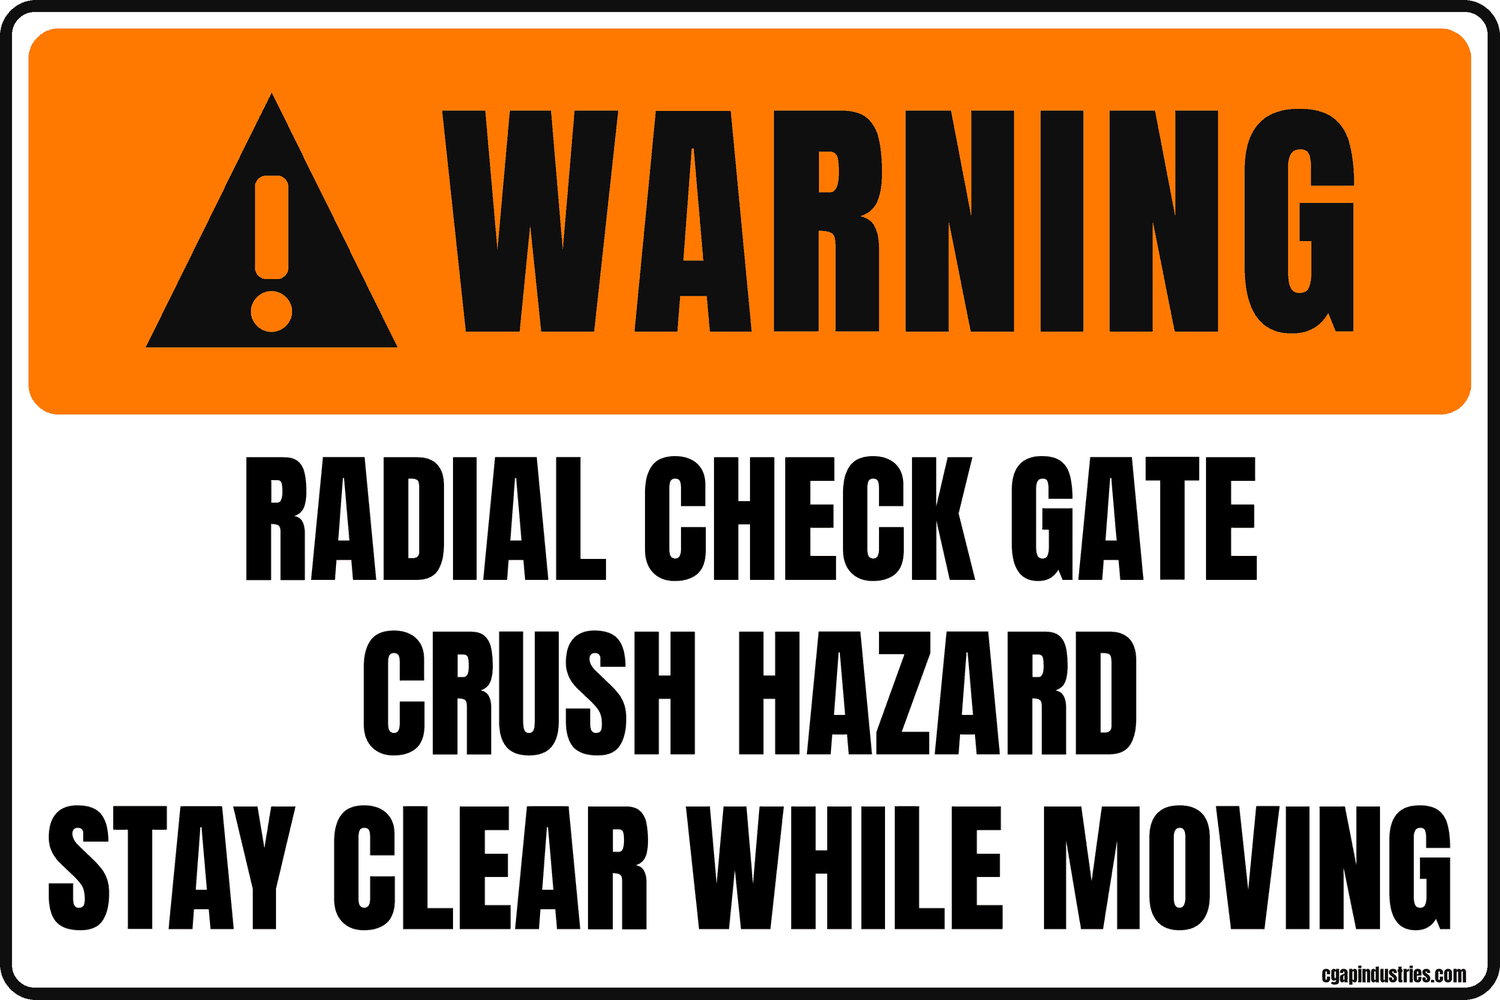 WARNING
RADIAL CHECK GATE
CRUSH HAZARD
STAY CLEAR WHILE MOVING
cgapindustries.com